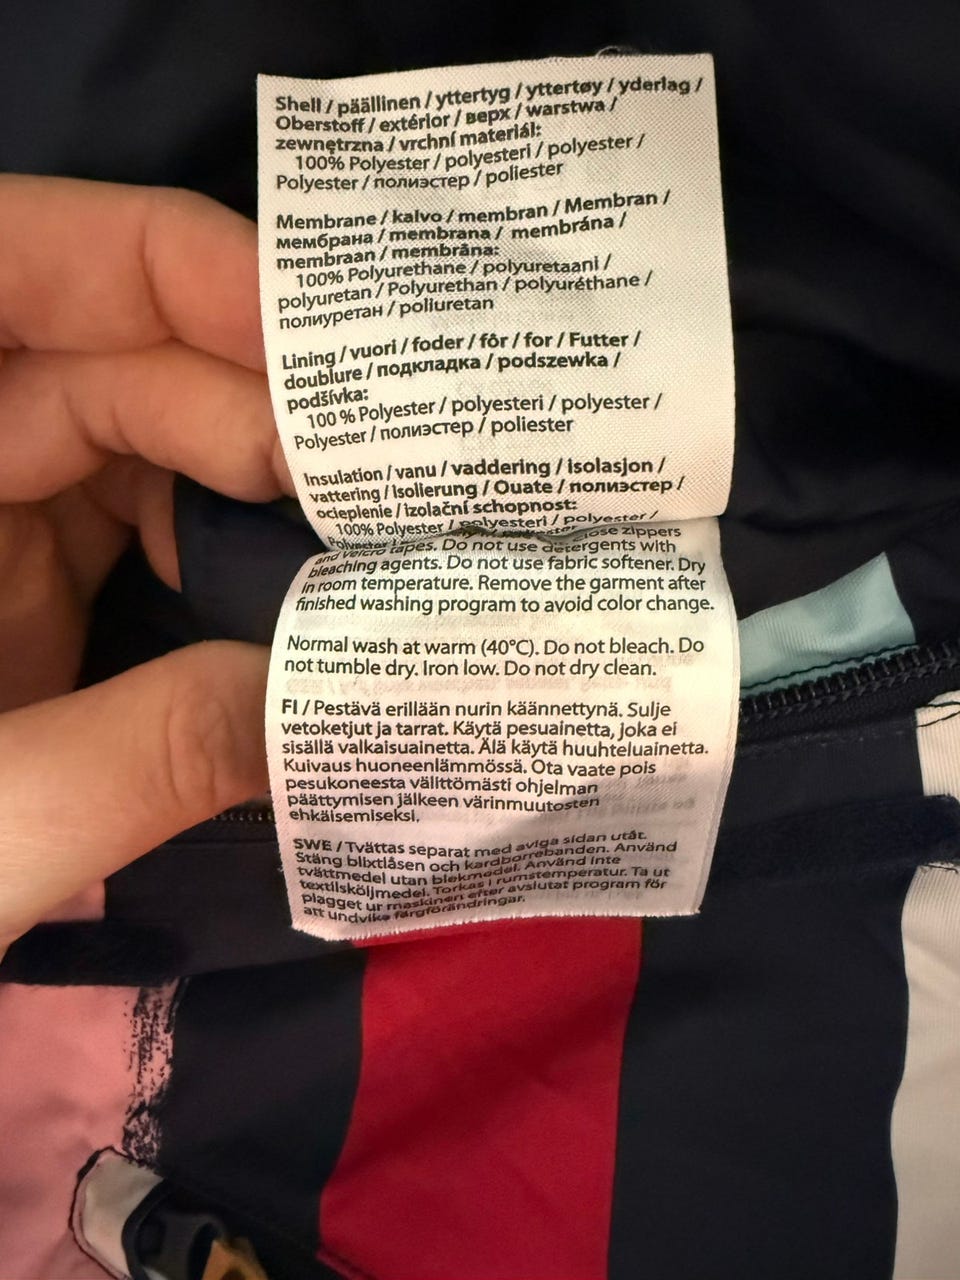 Shell / päällinen / yttertyg / yttertøy / yderlag /
Oberstoff / extérior / верх / warstwa /
zewnętrzna / vrchní materiál:
100% Polyester / polyesteri / polyester /
Polyester / полиэстер / poliester
Membrane / kalvo / membran / Membran /
мембрана / membrana / membrána /
membraan / membrāna:
100% Polyurethane / polyuretaani /
polyuretan / Polyurethan / polyuréthane /
полиуретан / poliuretan
Lining / vuori / foder / fôr / for / Futter /
doublure / подкладка / podszewka /
podšívka:
100 % Polyester / polyesteri / polyester /
Polyester / полиэстер / poliester
Insulation / vanu / vaddering / isolasjon /
vattering / Isolierung / Ouate / полиэстер /
ocieplenie / izolační schopnost:
100% Polyester / polyesteri / polyester /
Polyester /
close zippers
and velcro tapes. Do not use detergents with
bleaching agents. Do not use fabric softener. Dry
in room temperature. Remove the garment after
finished washing program to avoid color change.
Normal wash at warm (40°C). Do not bleach. Do
not tumble dry. Iron low. Do not dry clean.
FI / Pestävä erillään nurin käännettynä. Sulje
vetoketjut ja tarrat. Käytä pesuainetta, joka ei
sisällä valkaisuainetta. Älä käytä huuhteluainetta.
Kuivaus huoneenlämmössä. Ota vaate pois
pesukoneesta välittömästi ohjelman
päättymisen jälkeen värinmuutosten
ehkäisemiseksi.
SWE / Tvättas separat med aviga sidan utåt.
Stäng blixtlåsen och kardborrebanden. Använd
tvättmedel utan blekmedel. Använd inte
textilsköljmedel. Torkas i rumstemperatur. Ta ut
plagget ur maskinen efter avslutat program för
att undvika färgförändringar.